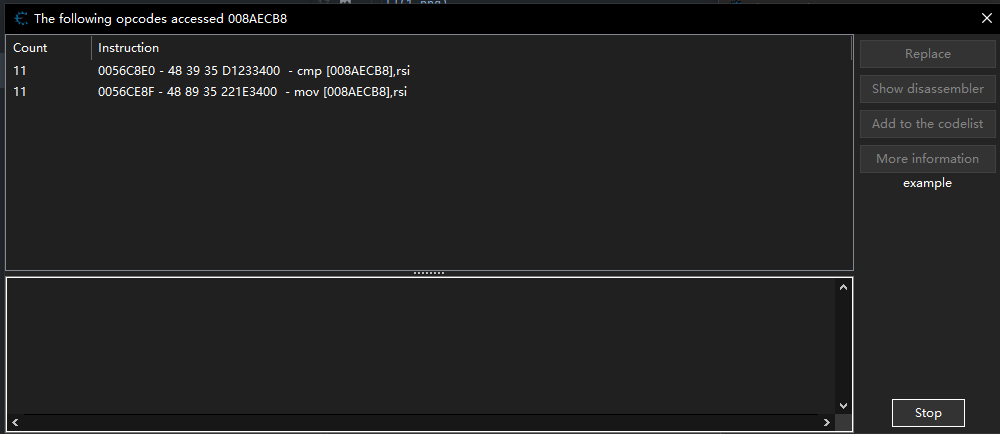 The following opcodes accessed 008AECB8
Count Instruction
11 0056C8E0 - 48 39 35 D1233400 - cmp [008AECB8],rsi
11 0056CE8F - 48 89 35 221E3400 - mov [008AECB8],rsi
Replace
Show disassembler
Add to the codelist
More information
example
Stop